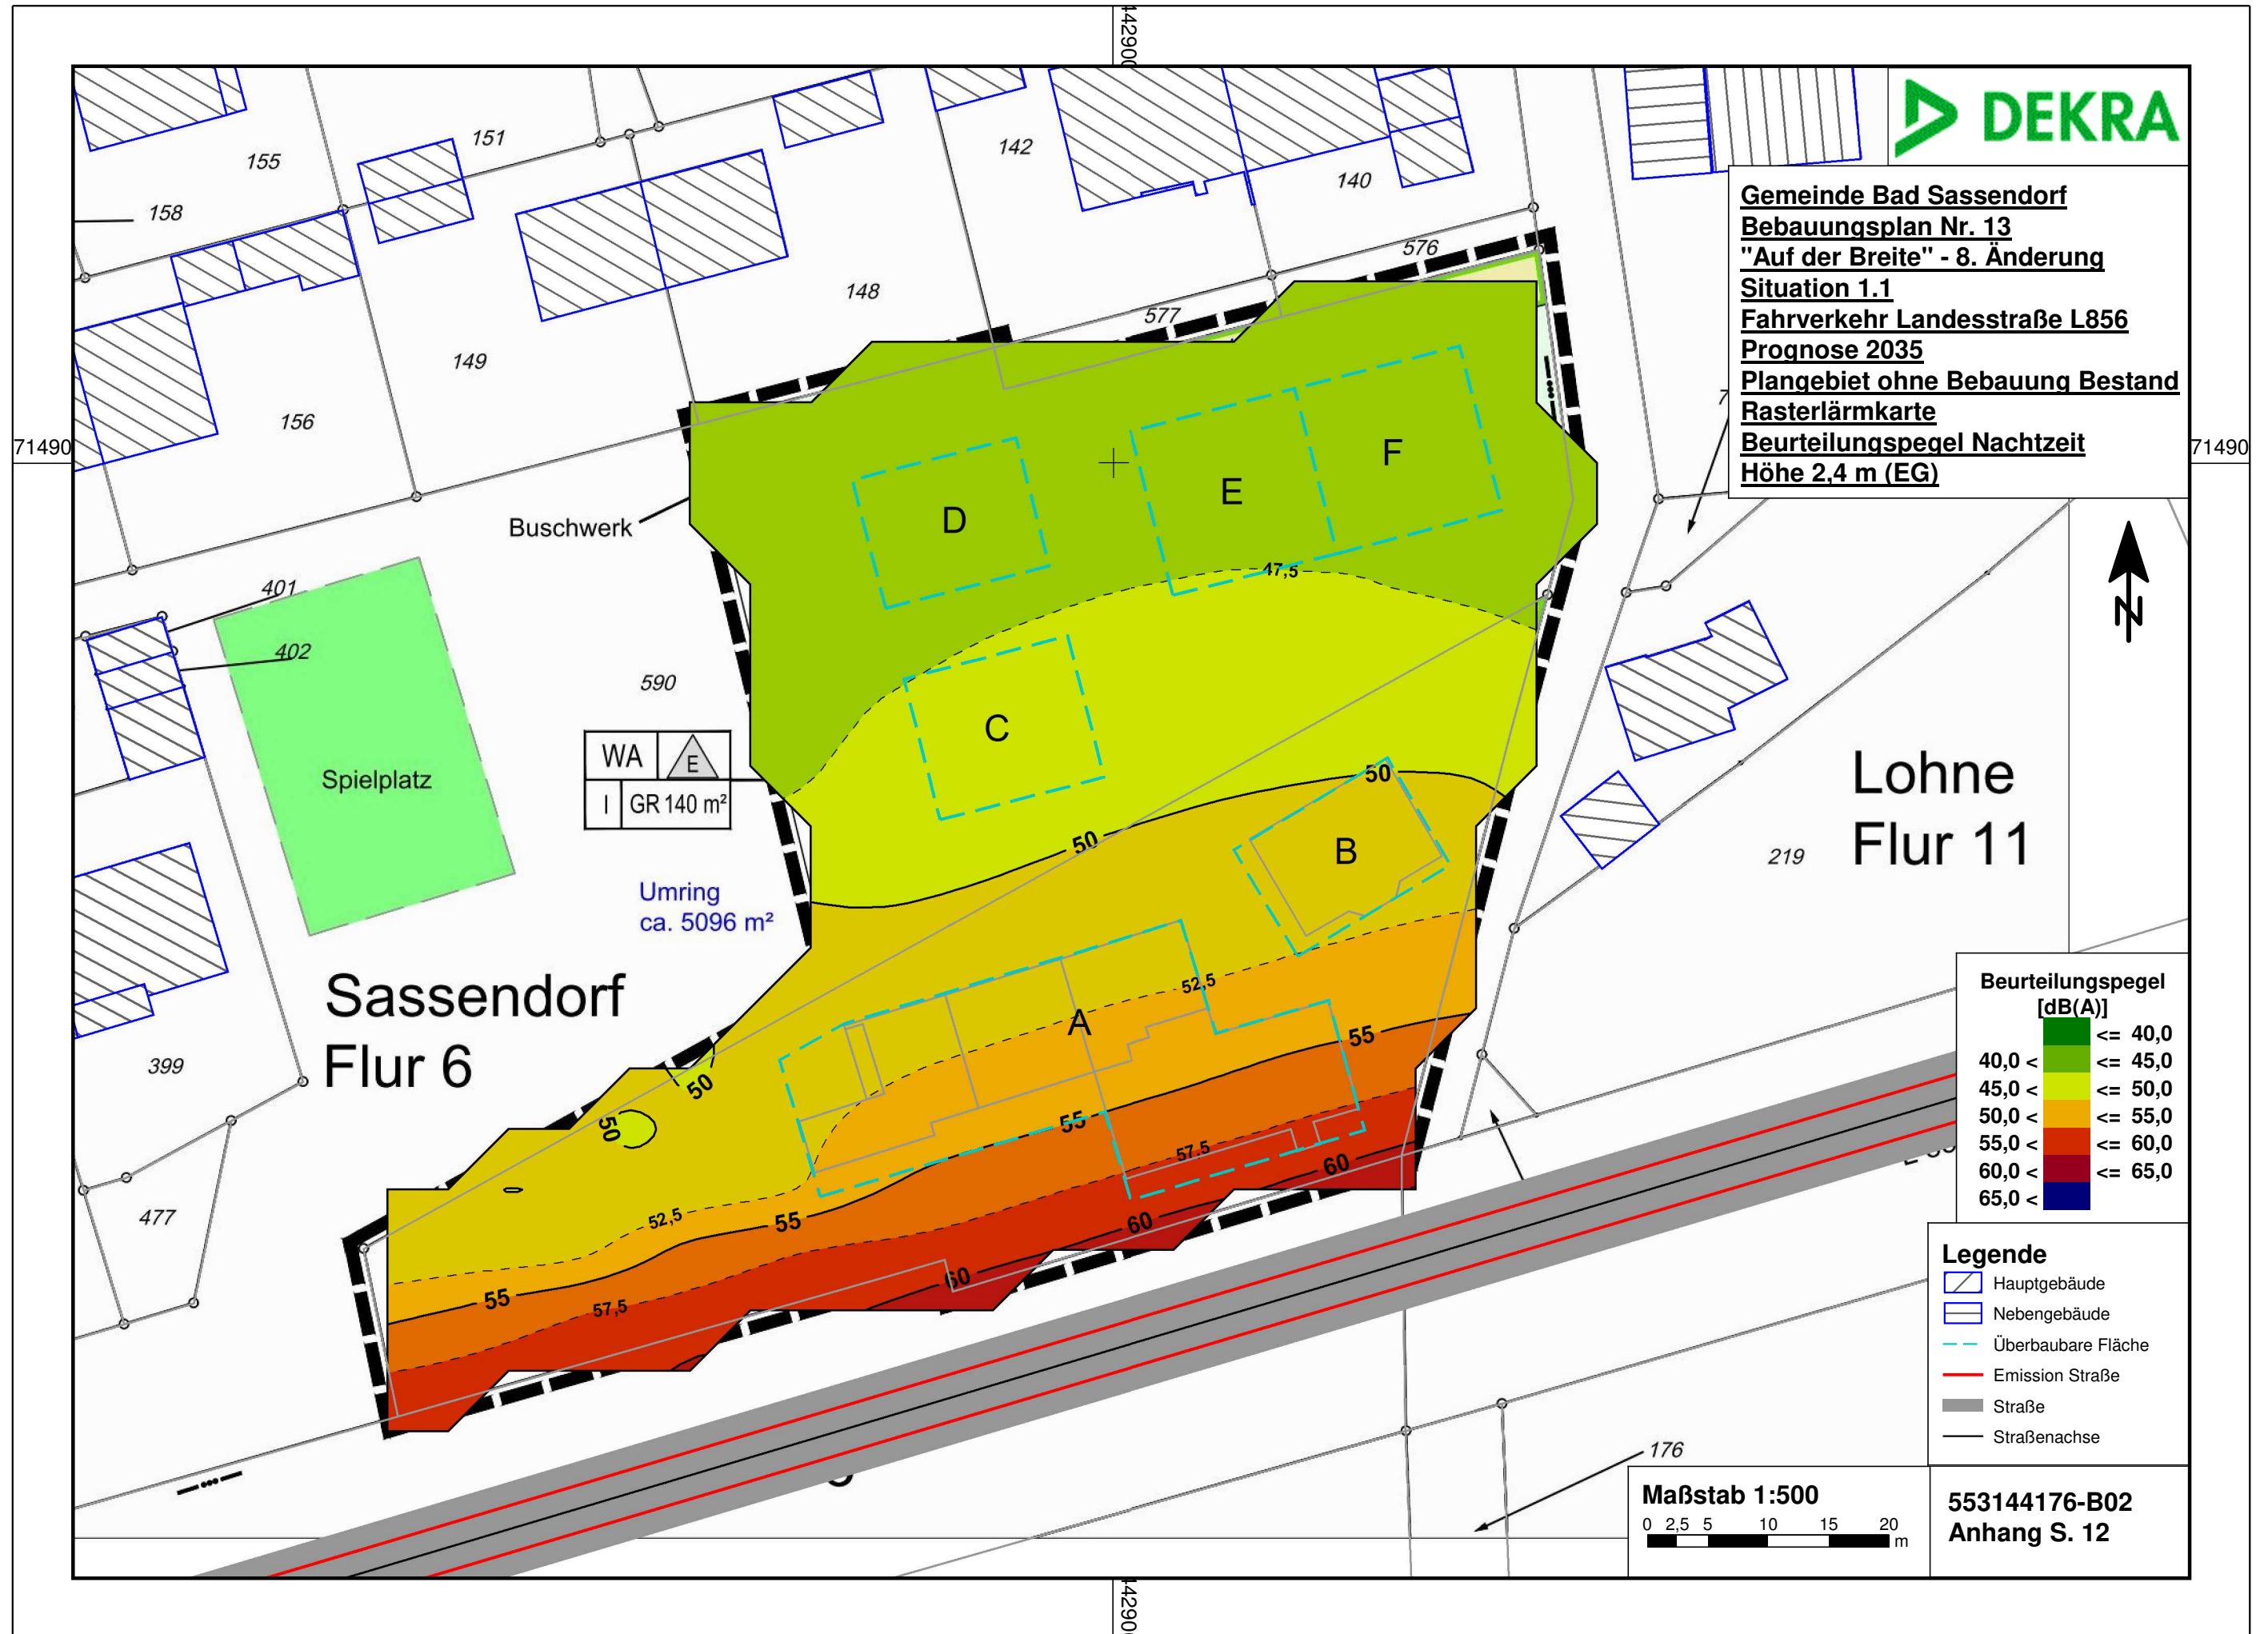 442900
DEKRA
Gemeinde Bad Sassendorf
Bebauungsplan Nr. 13
"Auf der Breite" - 8. Änderung
Situation 1.1
Fahrverkehr Landesstraße L856
Prognose 2035
Plangebiet ohne Bebauung Bestand
Rasterlärmkarte
Beurteilungspegel Nachtzeit
Höhe 2,4 m (EG)
151
155
158
142
140
576
577
148
149
156
71490
71490
7
F
E
D
Buschwerk
47,5
401
402
590
C
WA
E
I
GR 140 m²
Spielplatz
50
50
B
Lohne
Flur 11
219
Umring
ca. 5096 m²
Sassendorf
Flur 6
52,5
A
55
399
50
50
55
57,5
60
477
52,5
55
60
60
55
57,5
N
Beurteilungspegel
[dB(A)]
<= 40,0
40,0 < <= 45,0
45,0 < <= 50,0
50,0 < <= 55,0
55,0 < <= 60,0
60,0 < <= 65,0
65,0 <
Legende
Hauptgebäude
Nebengebäude
Überbaubare Fläche
Emission Straße
Straße
Straßenachse
176
Maßstab 1:500
0 2,5 5 10 15 20
m
553144176-B02
Anhang S. 12